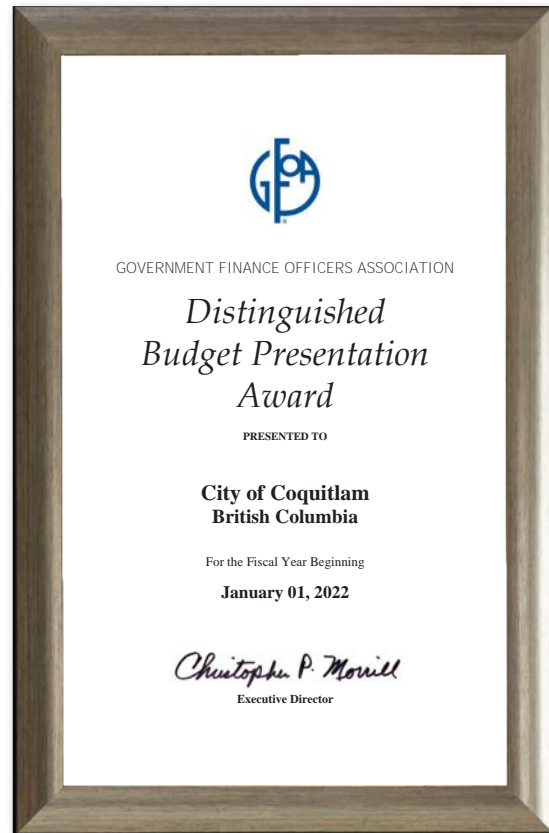 GFOA
GOVERNMENT FINANCE OFFICERS ASSOCIATION
Distinguished
Budget Presentation
Award
PRESENTED TO
City of Coquitlam
British Columbia
For the Fiscal Year Beginning
January 01, 2022
Christopher P. Morrill
Executive Director